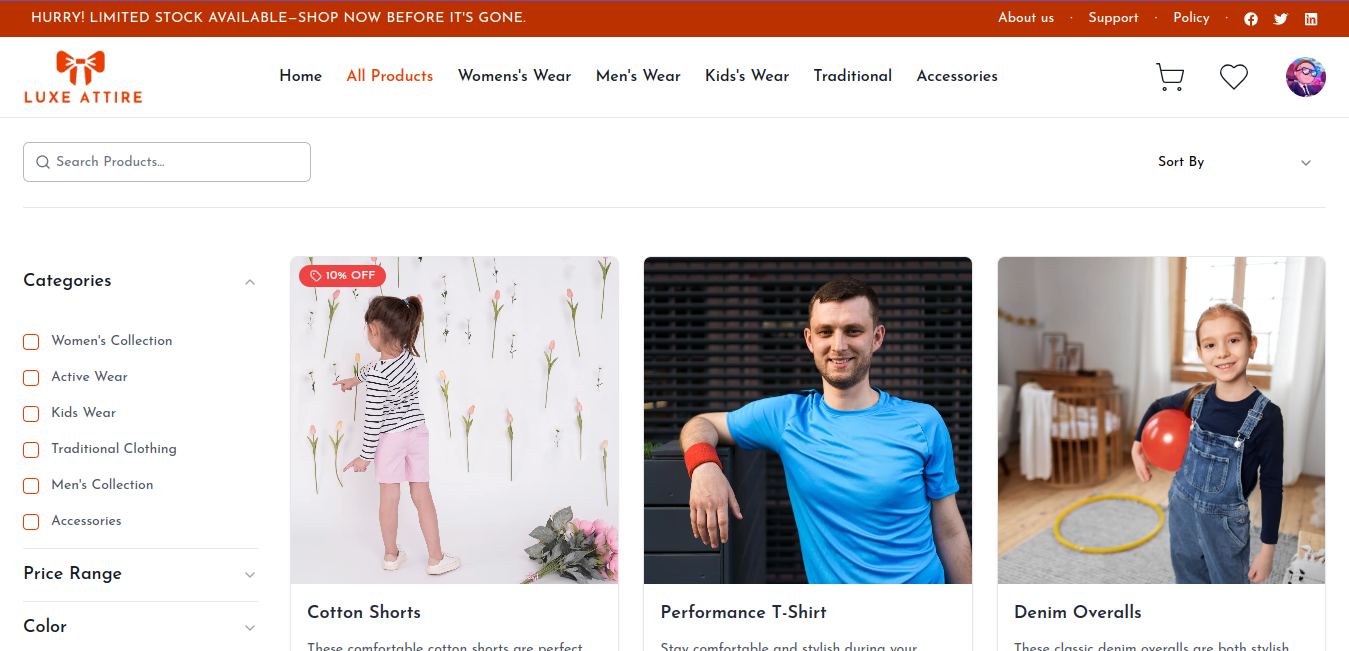 HURRY! LIMITED STOCK AVAILABLE—SHOP NOW BEFORE IT'S GONE.
About us · Support · Policy ·
LUXE ATTIRE
Home All Products Womens's Wear Men's Wear Kids's Wear Traditional Accessories
Search Products...
Sort By
Categories
Women's Collection
Active Wear
Kids Wear
Traditional Clothing
Men's Collection
Accessories
Price Range
Color
10% OFF
Cotton Shorts
These comfortable cotton shorts are perfect
Performance T-Shirt
Stay comfortable and stylish during your
Denim Overalls
These classic denim overalls are both stylish